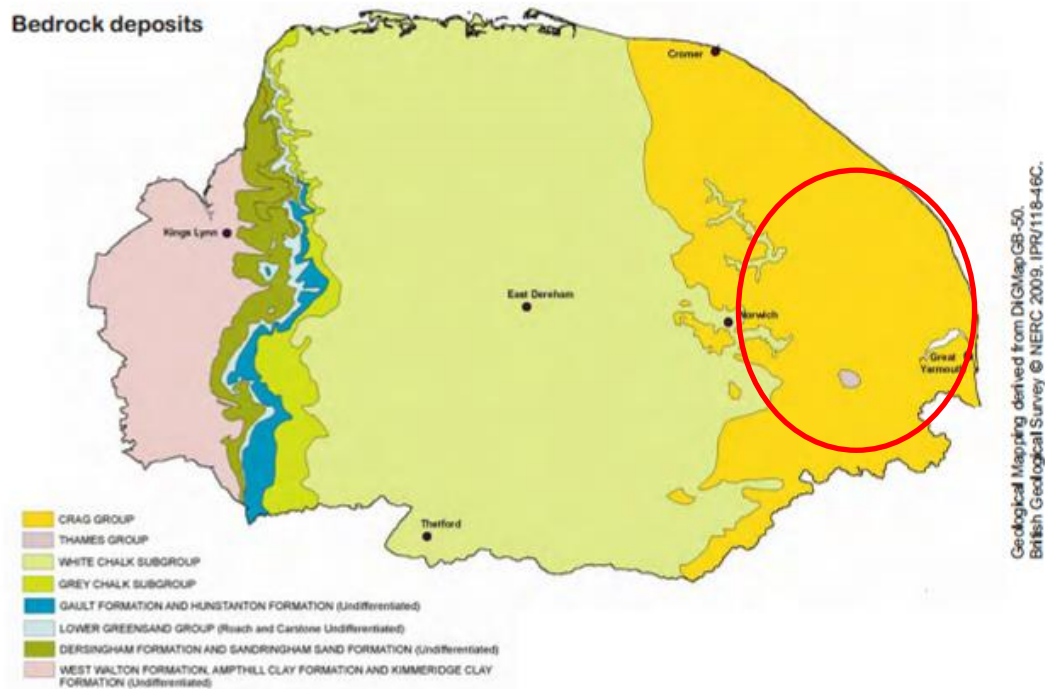 Bedrock deposits
Cromer
Kings Lynn
East Dereham
Norwich
Great
Yarmouth
Thetford
CRAG GROUP
THAMES GROUP
WHITE CHALK SUBGROUP
GREY CHALK SUBGROUP
GAULT FORMATION AND HUNSTANTON FORMATION (Undifferentiated)
LOWER GREENSAND GROUP (Roach and Carstone Undifferentiated)
DERSINGHAM FORMATION AND SANDRINGHAM SAND FORMATION (Undifferentiated)
WEST WALTON FORMATION, AMPTHILL CLAY FORMATION AND KIMMERIDGE CLAY
FORMATION (Undifferentiated)
Geological Mapping derived from DiGMapGB-50,
British Geological Survey © NERC 2009. IPR/118-46C.